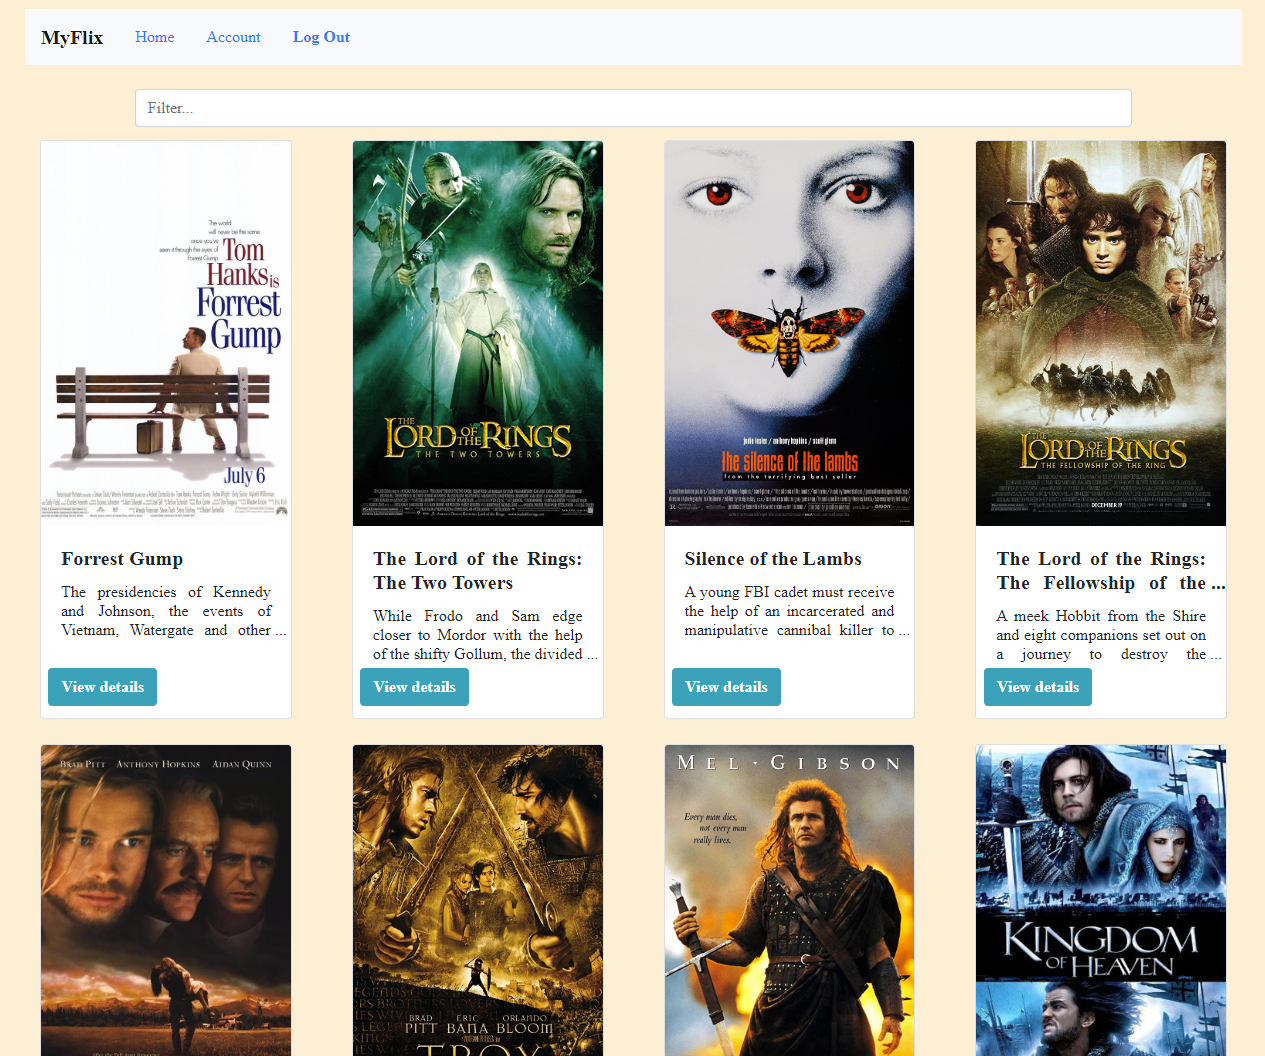 MyFlix Home Account Log Out
Filter...
The world
will never be the same
once you've
seen it through the eyes of
Forrest Gump.
Tom
Hanks is
Forrest
Gump
July 6
THE
LORD OF THE RINGS
THE TWO TOWERS
jodie foster / anthony hopkins / scott glenn
the silence of the lambs
from the terrifying best seller
THE
LORD OF THE RINGS
THE FELLOWSHIP OF THE RING
DECEMBER 19
Forrest Gump
The presidencies of Kennedy
and Johnson, the events of
Vietnam, Watergate and other ...
View details
The Lord of the Rings:
The Two Towers
While Frodo and Sam edge
closer to Mordor with the help
of the shifty Gollum, the divided ...
View details
Silence of the Lambs
A young FBI cadet must receive
the help of an incarcerated and
manipulative cannibal killer to ...
View details
The Lord of the Rings:
The Fellowship of the ...
A meek Hobbit from the Shire
and eight companions set out on
a journey to destroy the ...
View details
BRAD PITT ANTHONY HOPKINS AIDAN QUINN
BRAD ERIC ORLANDO
PITT BANA BLOOM
TROY
MEL · GIBSON
Every man dies,
not every man
really lives.
KINGDOM
OF HEAVEN